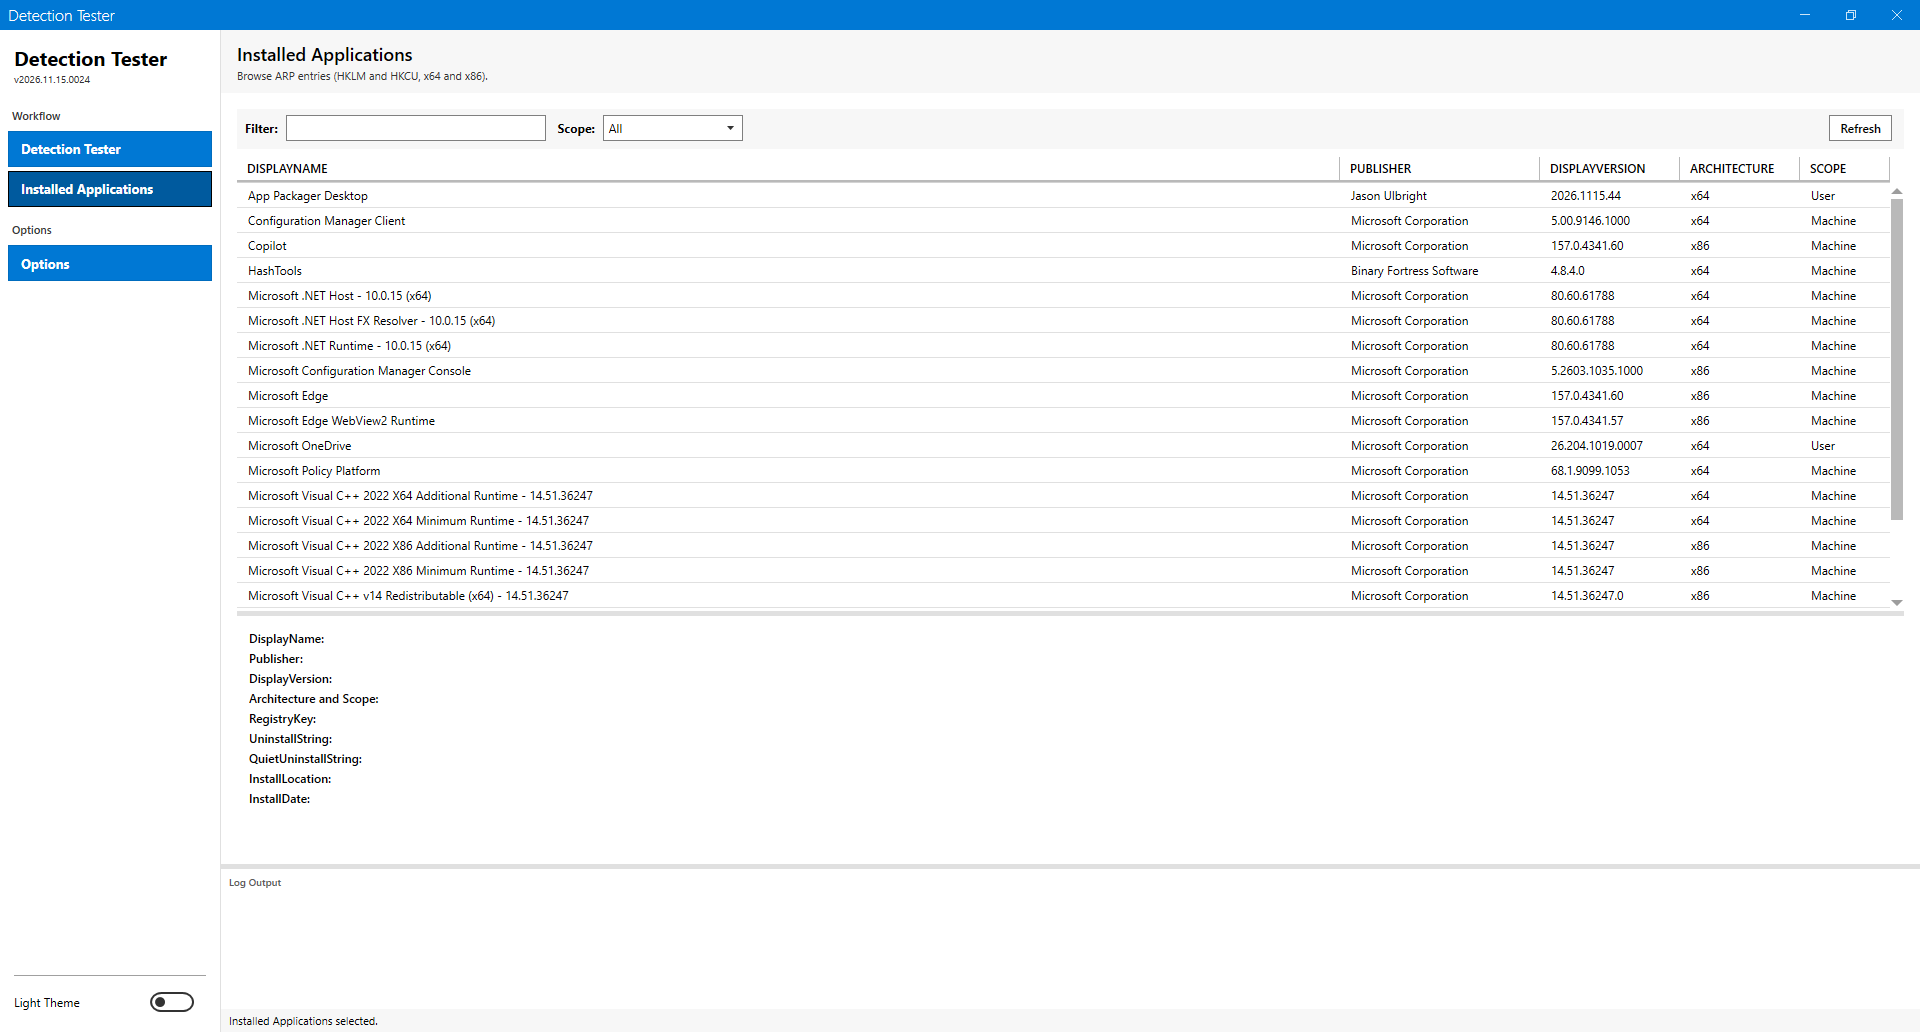 Detection Tester
Detection Tester
v2026.11.15.0024
Workflow
Detection Tester
Installed Applications
Options
Options
Light Theme
Installed Applications
Browse ARP entries (HKLM and HKCU, x64 and x86).
Filter: Scope: All Refresh
DISPLAYNAME PUBLISHER DISPLAYVERSION ARCHITECTURE SCOPE
App Packager Desktop Jason Ulbright 2026.1115.44 x64 User
Configuration Manager Client Microsoft Corporation 5.00.9146.1000 x64 Machine
Copilot Microsoft Corporation 157.0.4341.60 x86 Machine
HashTools Binary Fortress Software 4.8.4.0 x64 Machine
Microsoft .NET Host - 10.0.15 (x64) Microsoft Corporation 80.60.61788 x64 Machine
Microsoft .NET Host FX Resolver - 10.0.15 (x64) Microsoft Corporation 80.60.61788 x64 Machine
Microsoft .NET Runtime - 10.0.15 (x64) Microsoft Corporation 80.60.61788 x64 Machine
Microsoft Configuration Manager Console Microsoft Corporation 5.2603.1035.1000 x86 Machine
Microsoft Edge Microsoft Corporation 157.0.4341.60 x86 Machine
Microsoft Edge WebView2 Runtime Microsoft Corporation 157.0.4341.57 x86 Machine
Microsoft OneDrive Microsoft Corporation 26.204.1019.0007 x64 User
Microsoft Policy Platform Microsoft Corporation 68.1.9099.1053 x64 Machine
Microsoft Visual C++ 2022 X64 Additional Runtime - 14.51.36247 Microsoft Corporation 14.51.36247 x64 Machine
Microsoft Visual C++ 2022 X64 Minimum Runtime - 14.51.36247 Microsoft Corporation 14.51.36247 x64 Machine
Microsoft Visual C++ 2022 X86 Additional Runtime - 14.51.36247 Microsoft Corporation 14.51.36247 x86 Machine
Microsoft Visual C++ 2022 X86 Minimum Runtime - 14.51.36247 Microsoft Corporation 14.51.36247 x86 Machine
Microsoft Visual C++ v14 Redistributable (x64) - 14.51.36247 Microsoft Corporation 14.51.36247.0 x86 Machine
DisplayName:
Publisher:
DisplayVersion:
Architecture and Scope:
RegistryKey:
UninstallString:
QuietUninstallString:
InstallLocation:
InstallDate:
Log Output
Installed Applications selected.